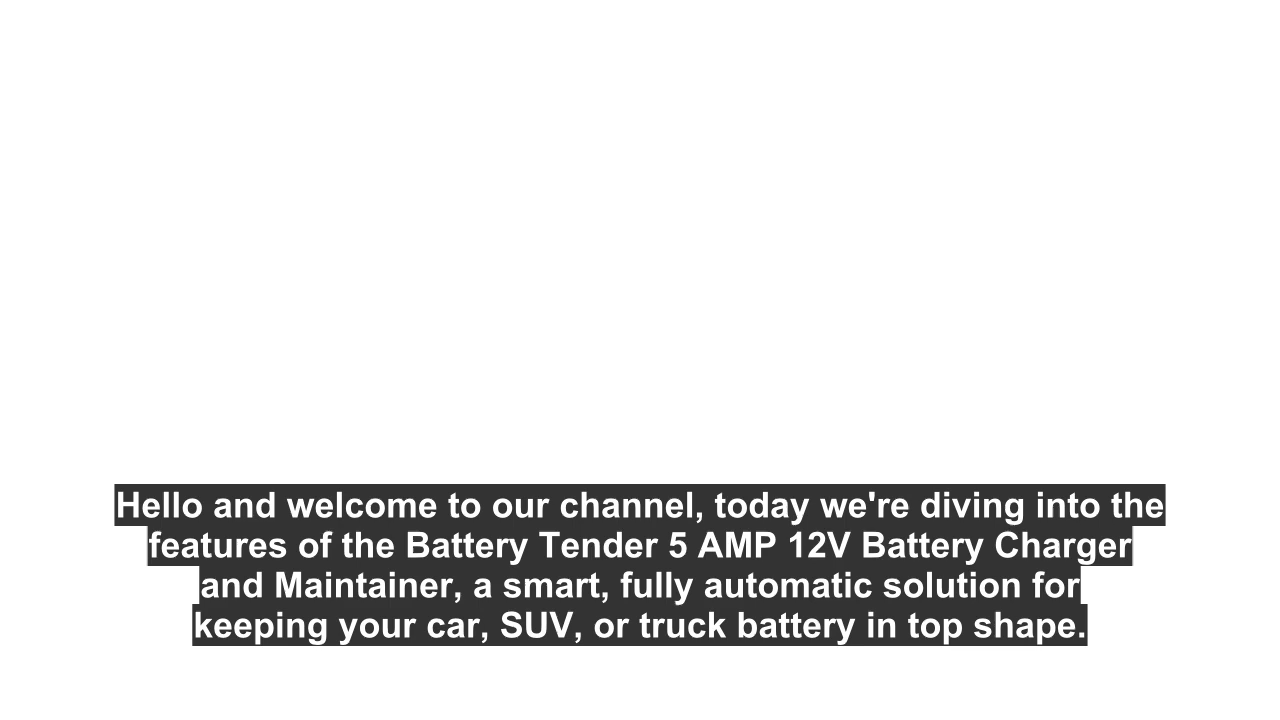 Hello and welcome to our channel, today we're diving into the
features of the Battery Tender 5 AMP 12V Battery Charger
and Maintainer, a smart, fully automatic solution for
keeping your car, SUV, or truck battery in top shape.